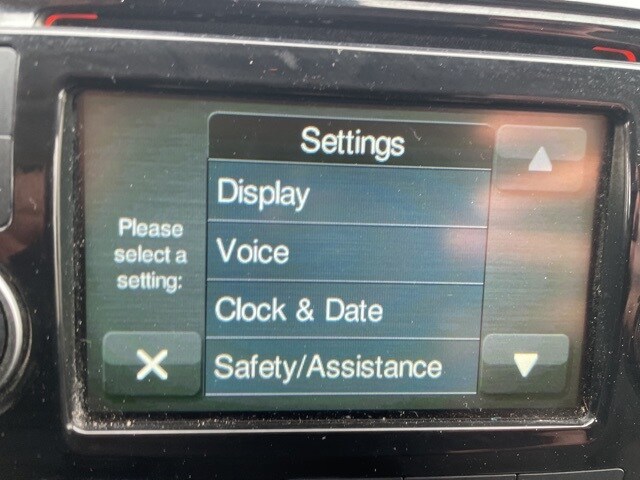 Settings
Please
select a
setting:
Display
Voice
Clock & Date
Safety/Assistance